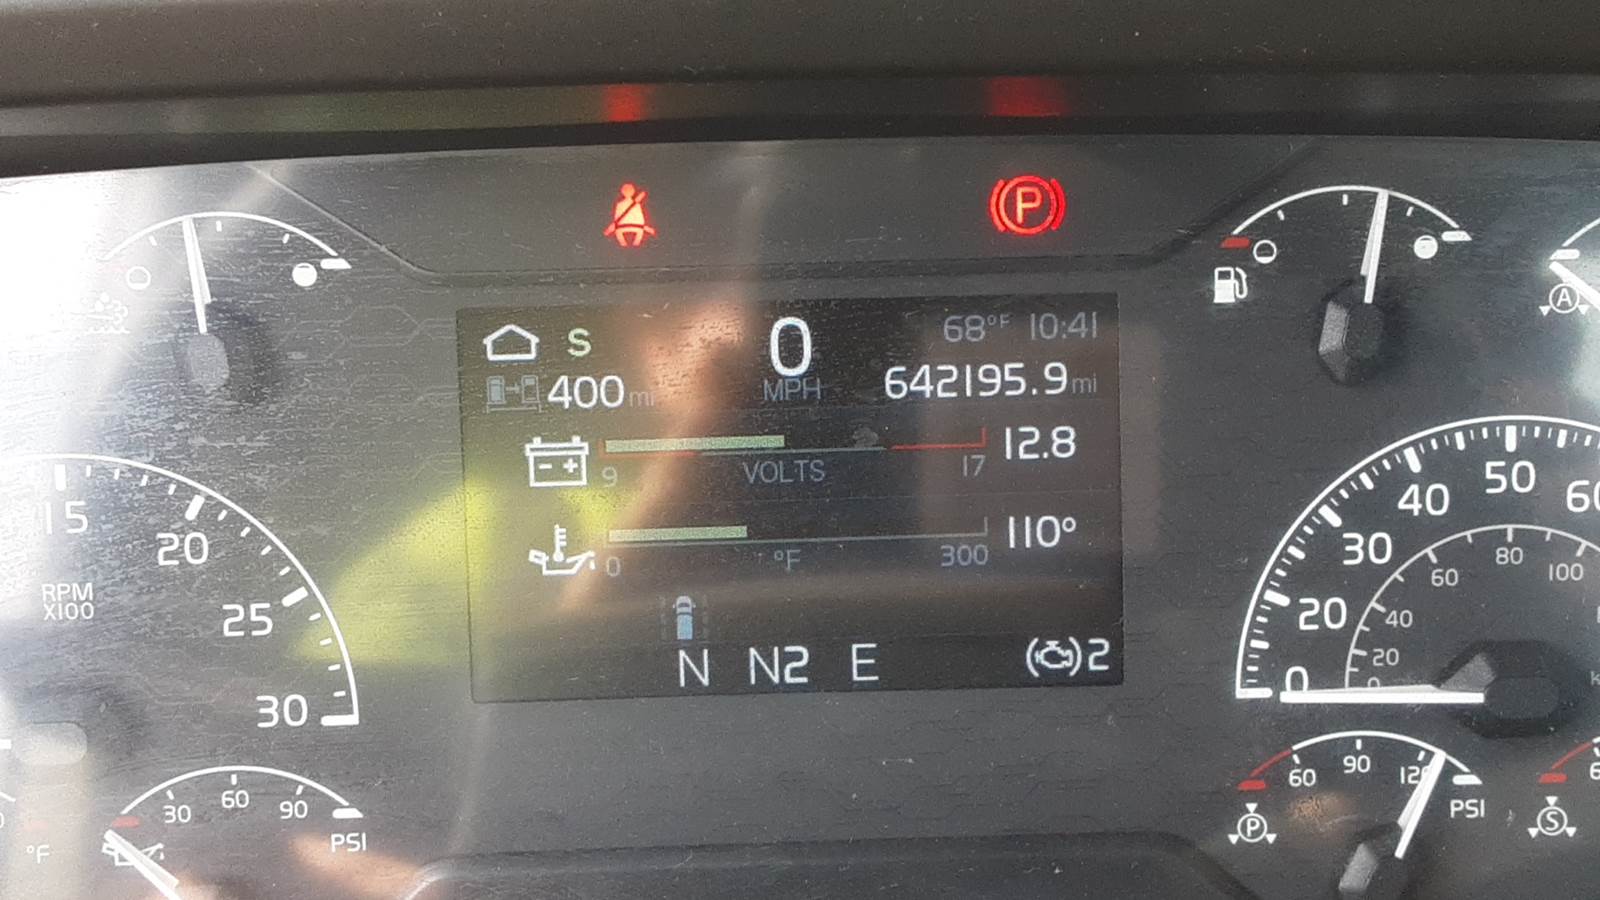 P
S
0
68°F 10:41
400 mi
MPH
642195.9 mi
12.8
9 VOLTS 17
110°
0 °F 300
N N2 E
2
15
20
25
30
RPM
X100
30 60 90
PSI
°F
A
0 20 30 40 50
20 40 60 80 100
60 90 120
PSI
P
S